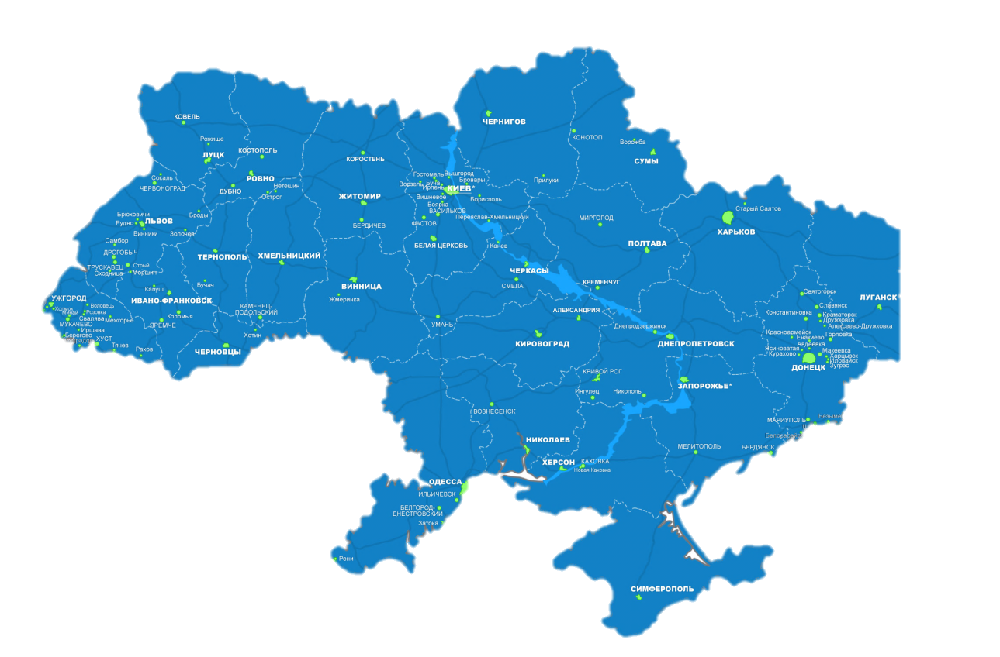 ЧЕРНИГОВ
КОВЕЛЬ
КОНОТОП
Рожище
Ворожба
КОСТОПОЛЬ
ЛУЦК
КОРОСТЕНЬ
СУМЫ
Сокаль
РОВНО
Гостомель
Вышгород
Бровары
Прилуки
ЧЕРВОНОГРАД
ДУБНО
Нетешин
Острог
Ворзель
Буча
Ирпень
КИЕВ*
ЖИТОМИР
Вишневое
Борисполь
Боярка
Старый Салтов
Брюховичи
Броды
ВАСИЛЬКОВ
Переяслав-Хмельницкий
МИРГОРОД
Рудно
ЛЬВОВ
БЕРДИЧЕВ
ФАСТОВ
Винники
Золочев
ХАРЬКОВ
Самбор
БЕЛАЯ ЦЕРКОВЬ
Канев
ПОЛТАВА
ДРОГОБЫЧ
ТЕРНОПОЛЬ
ХМЕЛЬНИЦКИЙ
ТРУСКАВЕЦ
Стрый
Сходница
Моршин
ЧЕРКАСЫ
Бучач
ВИННИЦА
СМЕЛА
КРЕМЕНЧУГ
Калуш
Святогорск
УЖГОРОД
ИВАНО-ФРАНКОВСК
Жмеринка
ЛУГАНСК
Воловець
Холмок
Минай
Розовка
КАМЕНЕЦ-
ПОДОЛЬСКИЙ
АЛЕКСАНДРИЯ
Славянск
Константиновка
Краматорск
Свалява
Межгорье
Коломыя
Дружковка
МУКАЧЕВО
ЯРЕМЧЕ
УМАНЬ
Днепродзержинск
Алексеево-Дружковка
Иршава
Красноармейск
Горловка
Берегово
ХУСТ
Хотин
Енакиево
КИРОВОГРАД
ДНЕПРОПЕТРОВСК
Авдеевка
Тячев
Рахов
ЧЕРНОВЦЫ
Ясиноватая
Макеевка
Курахово
Харцызск
Иловайск
Зугрэс
ДОНЕЦК
КРИВОЙ РОГ
ЗАПОРОЖЬЕ*
Ингулец
Никополь
ВОЗНЕСЕНСК
МАРИУПОЛЬ
Безыме
НИКОЛАЕВ
МЕЛИТОПОЛЬ
БЕРДЯНСК
ХЕРСОН
КАХОВКА
Новая Каховка
ОДЕССА
ИЛЬИЧЕВСК
БЕЛГОРОД-
ДНЕСТРОВСКИЙ
Затока
Рени
СИМФЕРОПОЛЬ